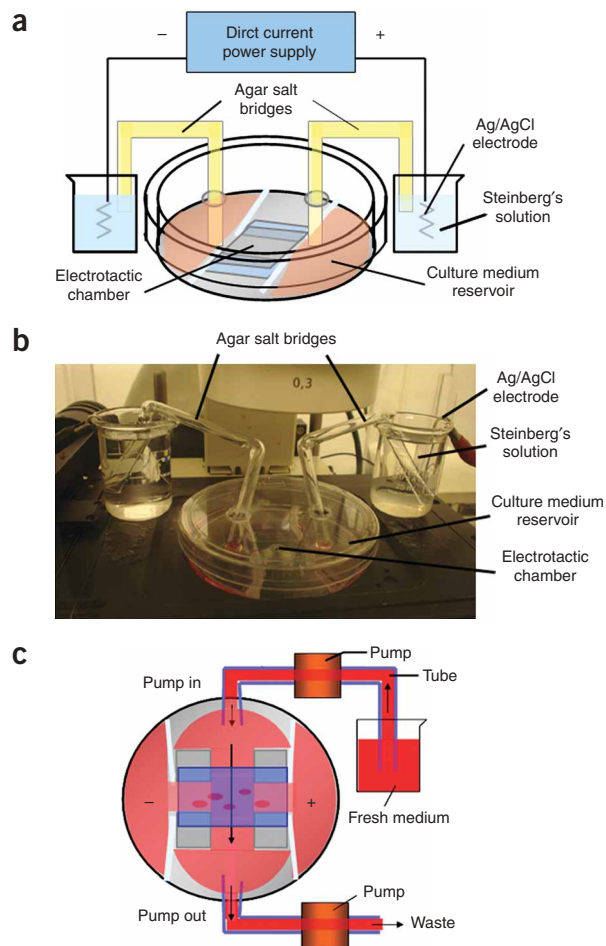 a
– Dirct current +
power supply
Agar salt
bridges
Ag/AgCl
electrode
Steinberg's
solution
Electrotactic
chamber
Culture medium
reservoir
b
Agar salt bridges
0,3
Ag/AgCl
electrode
Steinberg's
solution
Culture medium
reservoir
Electrotactic
chamber
c
Pump
Tube
Pump in
– +
Fresh medium
Pump
Pump out
Waste